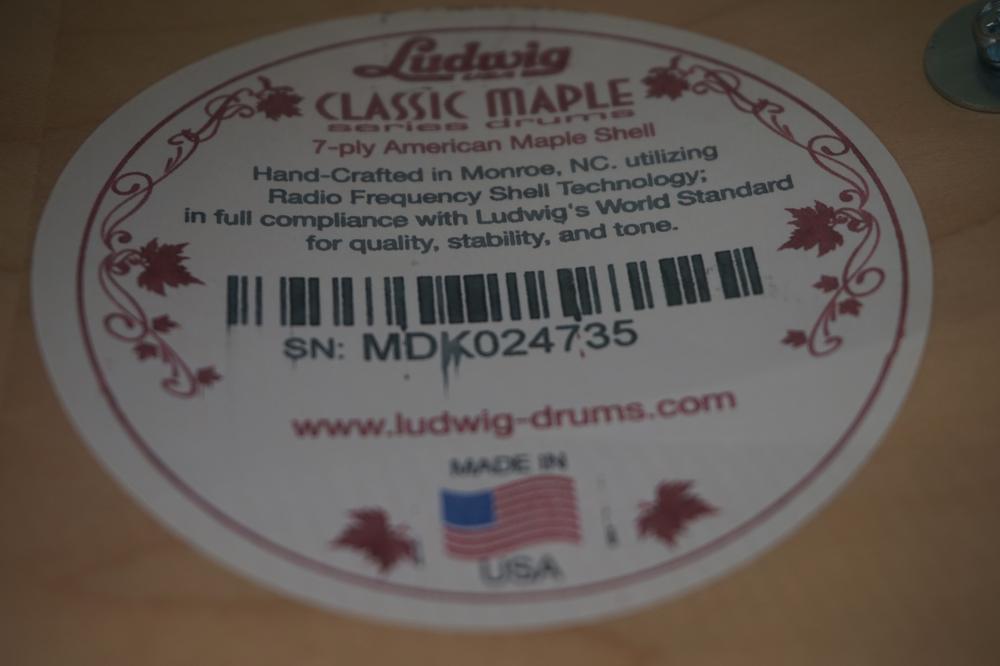 Ludwig
USA
CLASSIC MAPLE
series drums
7-ply American Maple Shell
Hand-Crafted in Monroe, NC. utilizing
Radio Frequency Shell Technology;
in full compliance with Ludwig's World Standard
for quality, stability, and tone.
SN: MDK024735
www.ludwig-drums.com
MADE IN
USA